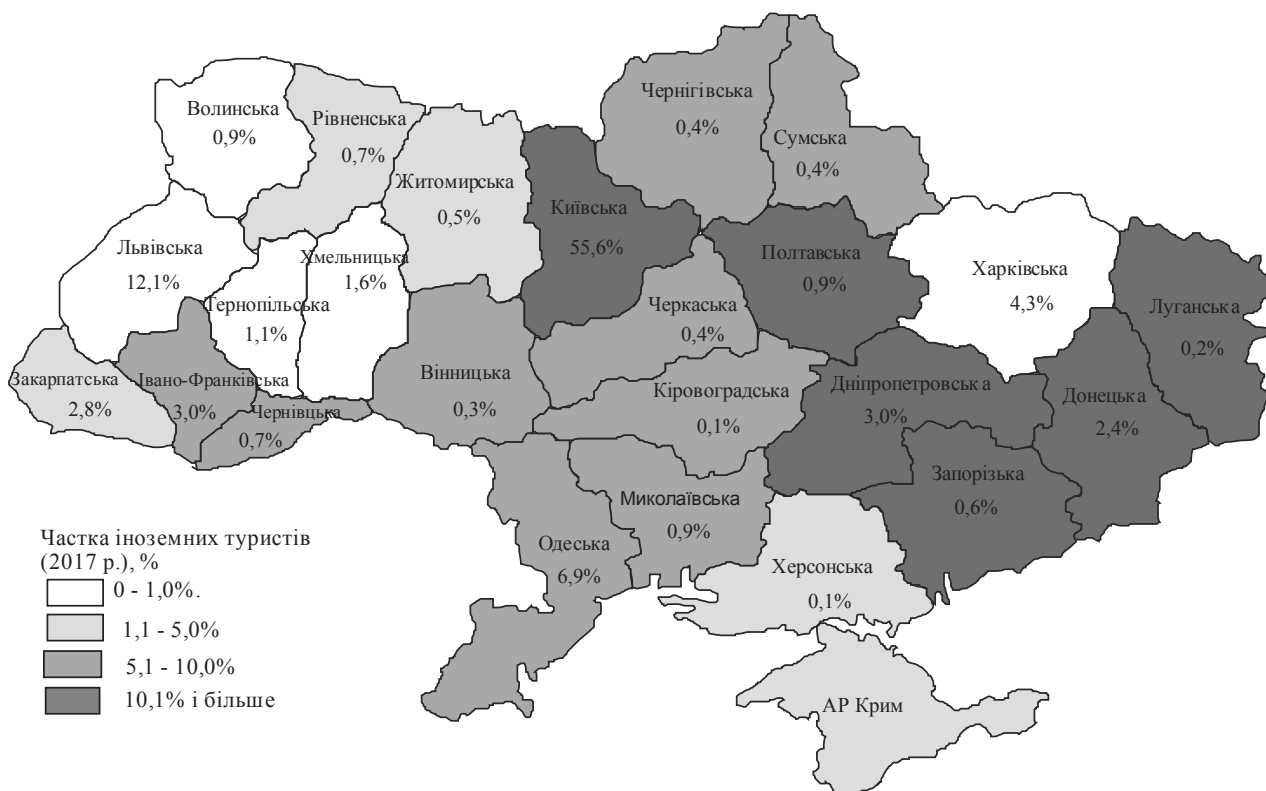 Волинська
0,9%
Рівненська
0,7%
Житомирська
0,5%
Київська
55,6%
Чернігівська
0,4%
Сумська
0,4%
Львівська
12,1%
Тернопільська
1,1%
Хмельницька
1,6%
Полтавська
0,9%
Харківська
4,3%
Луганська
0,2%
Черкаська
0,4%
Закарпатська
2,8%
Івано-Франківська
3,0%
Чернівцька
0,7%
Вінницька
0,3%
Кіровоградська
0,1%
Дніпропетровська
3,0%
Донецька
2,4%
Запорізька
0,6%
Миколаївська
0,9%
Одеська
6,9%
Херсонська
0,1%
АР Крим
Частка іноземних туристів
(2017 р.), %
0 - 1,0%.
1,1 - 5,0%
5,1 - 10,0%
10,1% і більше